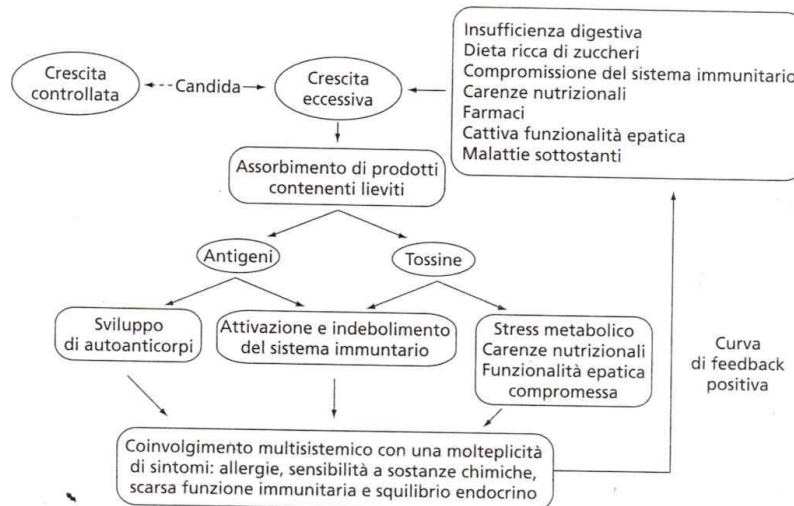 Insufficienza digestiva
Dieta ricca di zuccheri
Compromissione del sistema immunitario
Carenze nutrizionali
Farmaci
Cattiva funzionalità epatica
Malattie sottostanti
Crescita
controllata
Candida
Crescita
eccessiva
Assorbimento di prodotti
contenenti lieviti
Antigeni
Tossine
Sviluppo
di autoanticorpi
Attivazione e indebolimento
del sistema immuntario
Stress metabolico
Carenze nutrizionali
Funzionalità epatica
compromessa
Curva
di feedback
positiva
Coinvolgimento multisistemico con una molteplicità
di sintomi: allergie, sensibilità a sostanze chimiche,
scarsa funzione immunitaria e squilibrio endocrino